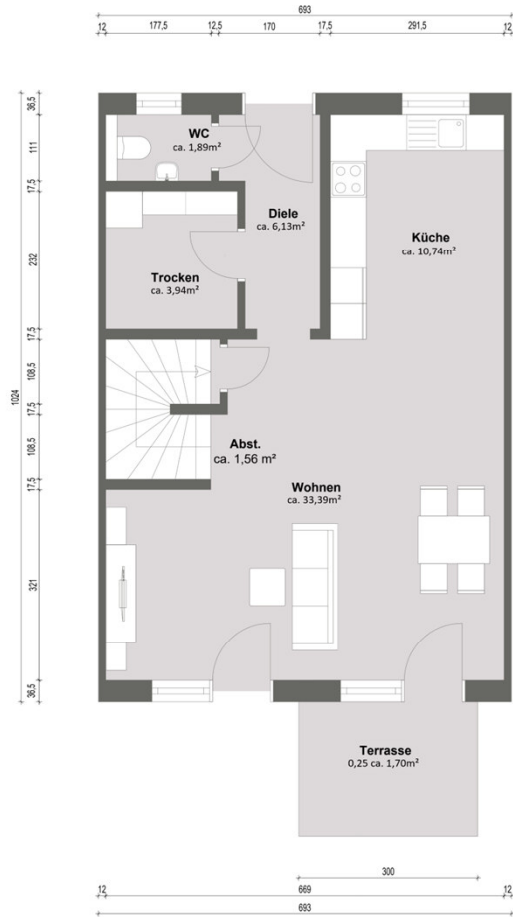 693
12
177,5
12,5
170
17,5
291,5
12
36,5
111
17,5
232
17,5
108,5
17,5
108,5
17,5
321
36,5
1024
WC
ca. 1,89m²
Diele
ca. 6,13m²
Küche
ca. 10,74m²
Trocken
ca. 3,94m²
Abst.
ca. 1,56 m²
Wohnen
ca. 33,39m²
Terrasse
0,25 ca. 1,70m²
300
12
669
12
693